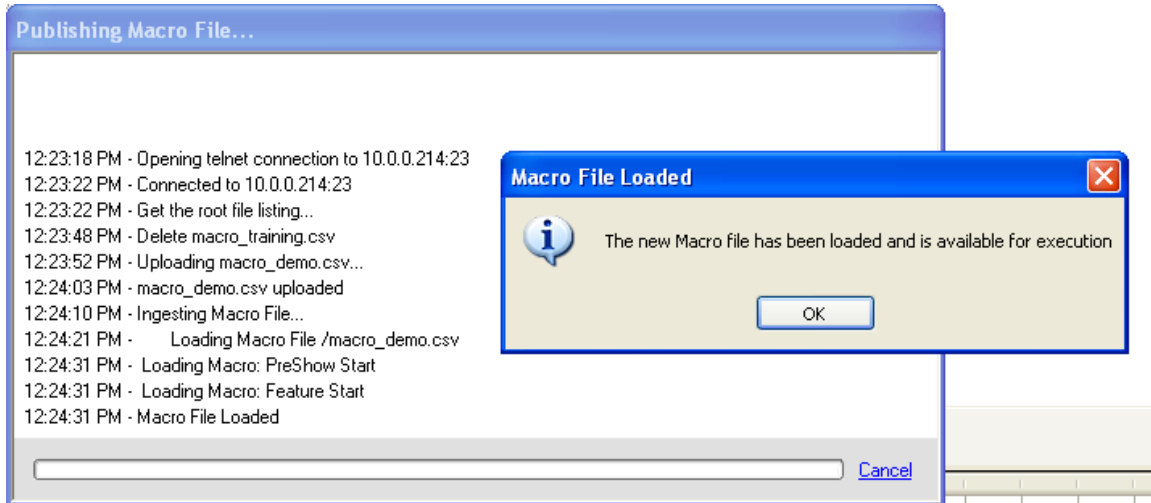 Publishing Macro File...
12:23:18 PM - Opening telnet connection to 10.0.0.214:23
12:23:22 PM - Connected to 10.0.0.214:23
12:23:22 PM - Get the root file listing...
12:23:48 PM - Delete macro_training.csv
12:23:52 PM - Uploading macro_demo.csv...
12:24:03 PM - macro_demo.csv uploaded
12:24:10 PM - Ingesting Macro File...
12:24:21 PM - Loading Macro File /macro_demo.csv
12:24:31 PM - Loading Macro: PreShow Start
12:24:31 PM - Loading Macro: Feature Start
12:24:31 PM - Macro File Loaded
Cancel
Macro File Loaded
The new Macro file has been loaded and is available for execution
OK